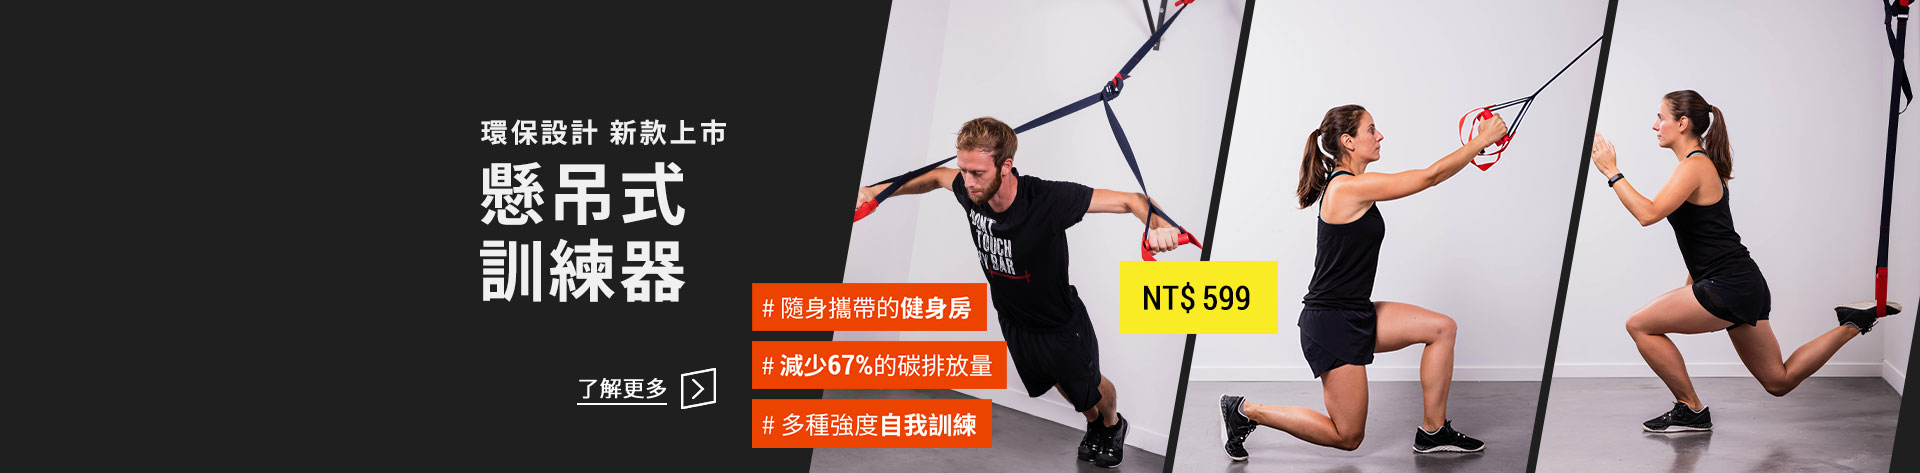 環保設計 新款上市
懸吊式
訓練器
了解更多
# 隨身攜帶的健身房
# 減少67%的碳排放量
# 多種強度自我訓練
NT$ 599
DON'T
TOUCH
MY BAR